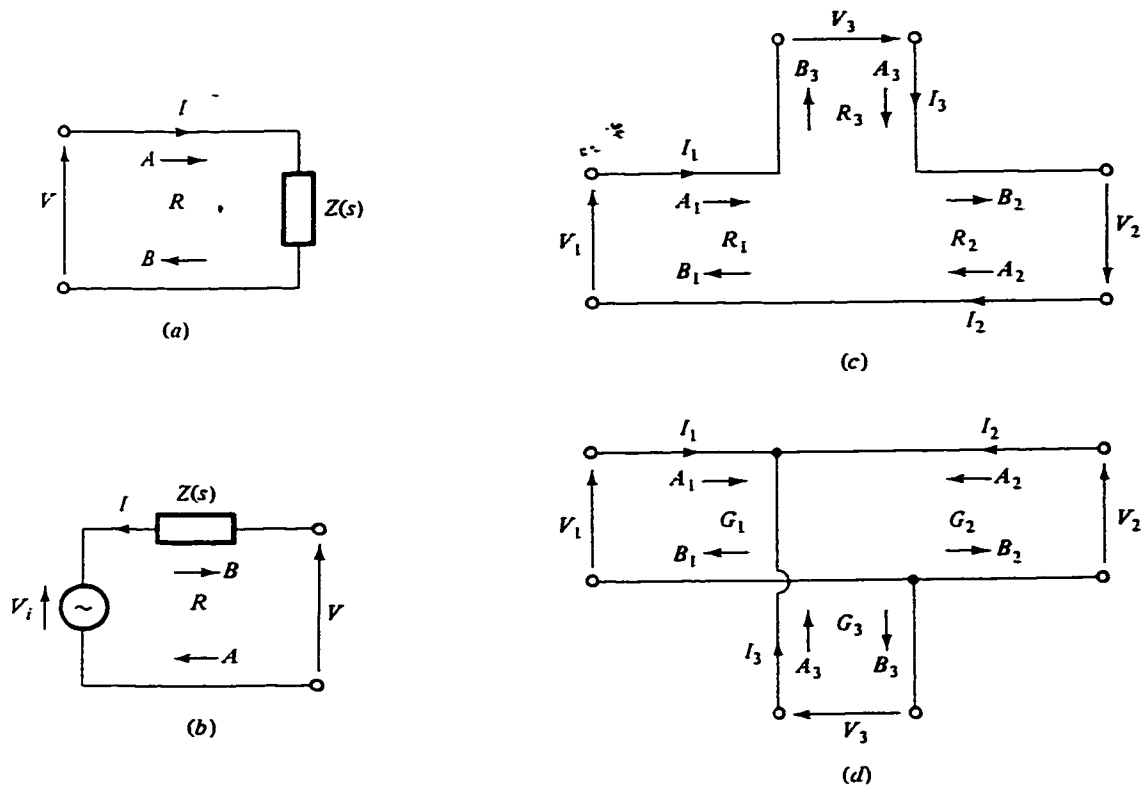 I
A
R
V
B
Z(s)
(a)
I
Z(s)
B
R
V_i
~
V
A
(b)
V_3
B_3 A_3
R_3
I_3
I_1
A_1
B_2
V_1
R_1
R_2
V_2
B_1
A_2
I_2
(c)
I_1
I_2
A_1
A_2
V_1
G_1
G_2
V_2
B_1
B_2
G_3
I_3
A_3
B_3
V_3
(d)